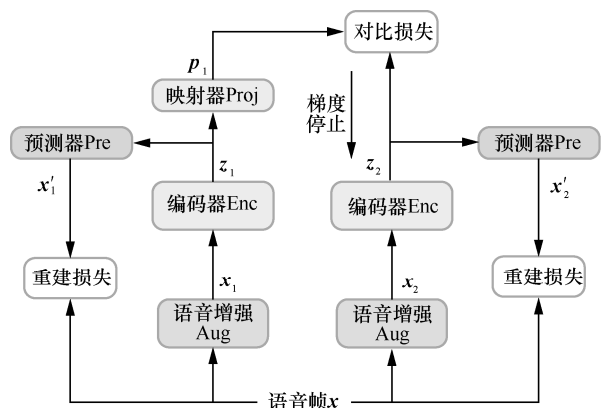 对比损失
p₁
映射器Proj
梯度
停止
预测器Pre
预测器Pre
z₁
z₂
x′₁
x′₂
编码器Enc
编码器Enc
重建损失
重建损失
x₁
x₂
语音增强
Aug
语音增强
Aug
语音帧x